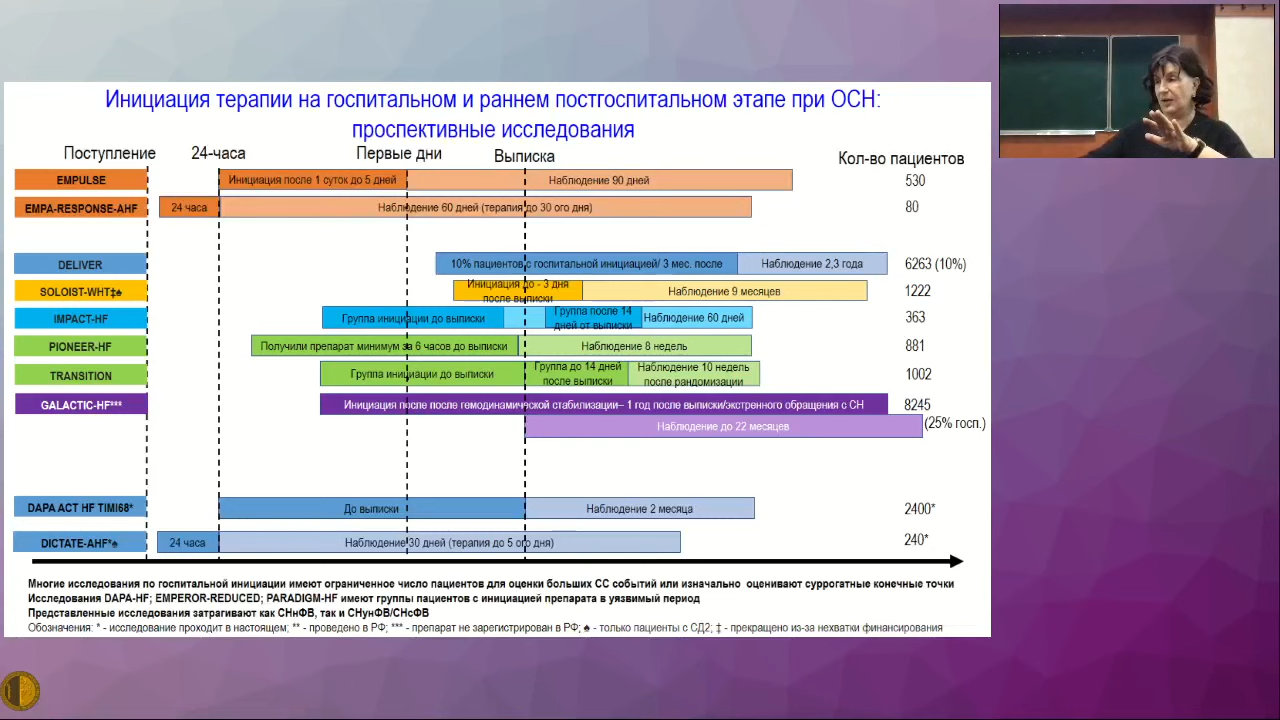 Инициация терапии на госпитальном и раннем постгоспитальном этапе при ОСН:
проспективные исследования
Поступление 24-часа Первые дни Выписка Кол-во пациентов
EMPULSE Инициация после 1 суток до 5 дней Наблюдение 90 дней 530
EMPA-RESPONSE-AHF 24 часа Наблюдение 60 дней (терапия до 30 ого дня) 80
DELIVER 10% пациентов с госпитальной инициацией/ 3 мес. после Наблюдение 2,3 года 6263 (10%)
SOLOIST-WHT‡♠ Инициация до - 3 дня
после выписки Наблюдение 9 месяцев 1222
IMPACT-HF Группа инициации до выписки Группа после 14
дней от выписки Наблюдение 60 дней 363
PIONEER-HF Получили препарат минимум за 6 часов до выписки Наблюдение 8 недель 881
TRANSITION Группа инициации до выписки Группа до 14 дней
после выписки Наблюдение 10 недель
после рандомизации 1002
GALACTIC-HF*** Инициация после после гемодинамической стабилизации– 1 год после выписки/экстренного обращения с СН 8245
Наблюдение до 22 месяцев (25% госп.)
DAPA ACT HF TIMI68* До выписки Наблюдение 2 месяца 2400*
DICTATE-AHF*♠ 24 часа Наблюдение 30 дней (терапия до 5 ого дня) 240*
Многие исследования по госпитальной инициации имеют ограниченное число пациентов для оценки больших СС событий или изначально оценивают суррогатные конечные точки
Исследования DAPA-HF; EMPEROR-REDUCED; PARADIGM-HF имеют группы пациентов с инициацией препарата в уязвимый период
Представленные исследования затрагивают как СНнФВ, так и СНунФВ/СНсФВ
Обозначения: * - исследование проходит в настоящем; ** - проведено в РФ; *** - препарат не зарегистрирован в РФ; ♠ - только пациенты с СД2; ‡ - прекращено из-за нехватки финансирования